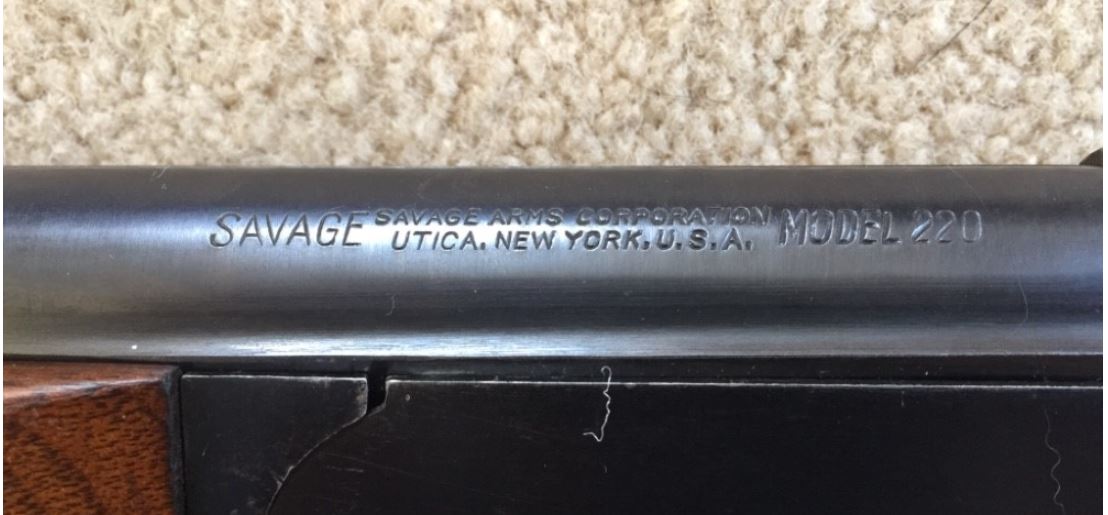 SAVAGE
SAVAGE ARMS CORPORATION
UTICA. NEW YORK. U. S. A.
MODEL 220